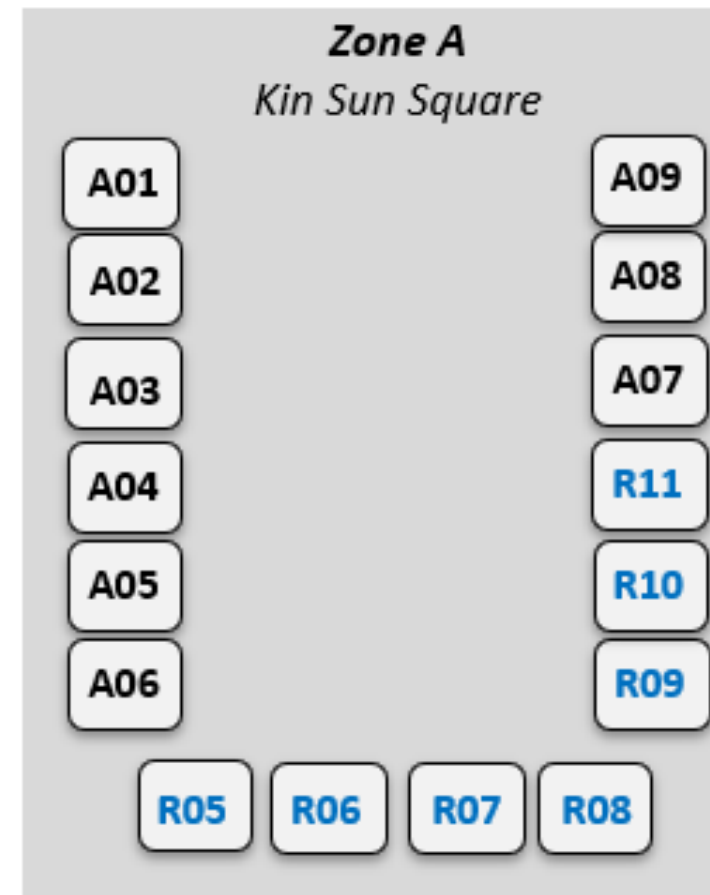 Zone A
Kin Sun Square
A01 A09
A02 A08
A03 A07
A04 R11
A05 R10
A06 R09
R05 R06 R07 R08